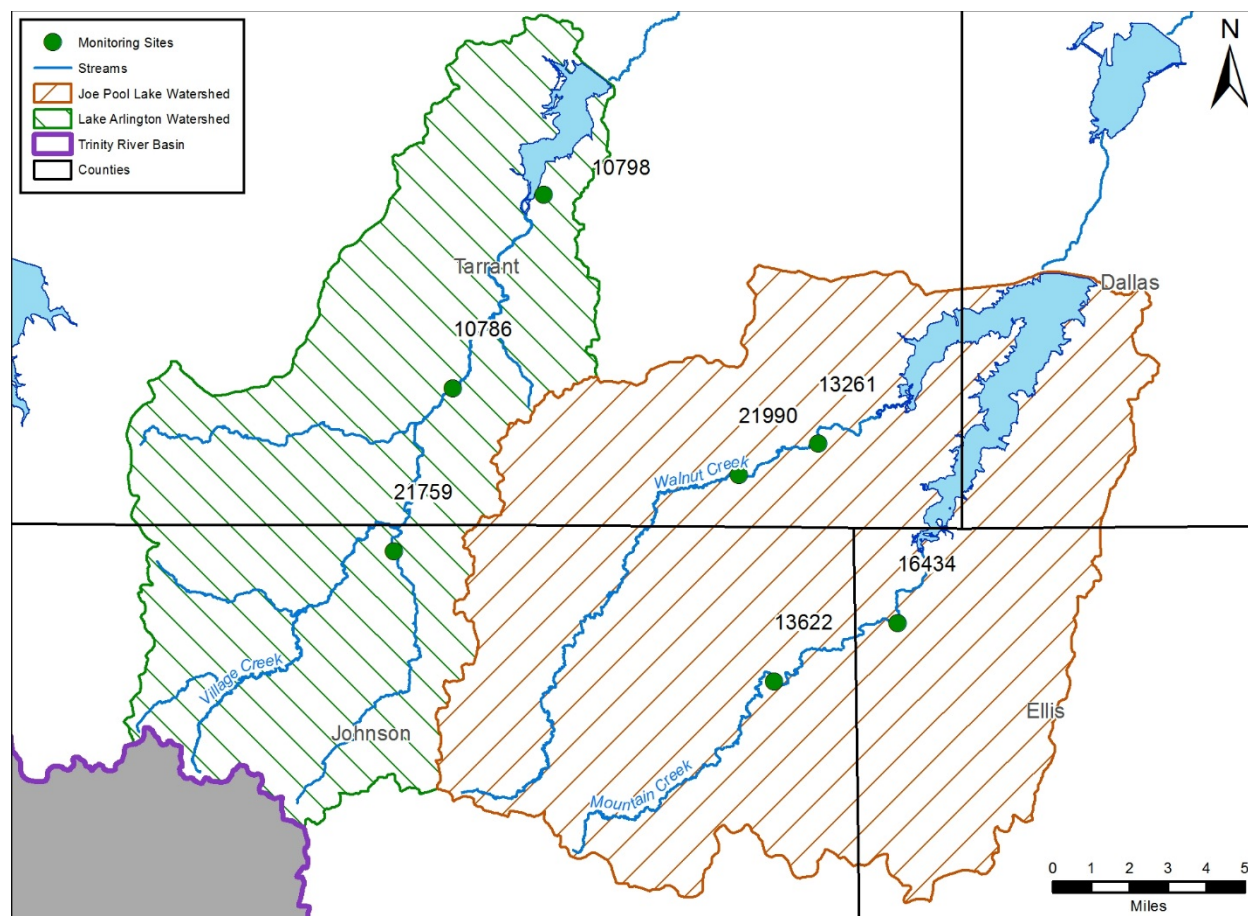 Monitoring Sites
Streams
Joe Pool Lake Watershed
Lake Arlington Watershed
Trinity River Basin
Counties
N
10798
Tarrant
Dallas
10786
13261
21990
Walnut Creek
21759
16434
13622
Village Creek
Ellis
Johnson
Mountain Creek
0 1 2 3 4 5
Miles